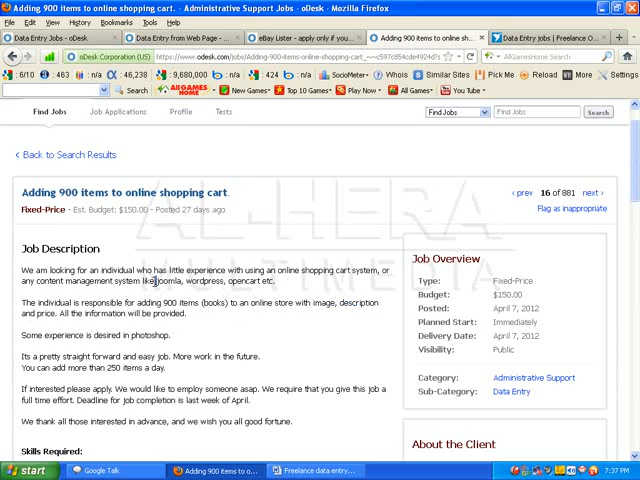 Adding 900 items to online shopping cart. - Administrative Support Jobs - oDesk - Mozilla Firefox
File Edit View History Bookmarks Tools Help
Data Entry Jobs - oDesk
Data Entry from Web Page - ...
eBay Lister - apply only if you...
Adding 900 items to online sh...
Data Entry jobs | Freelance O...
oDesk Corporation (US)
https://www.odesk.com/jobs/Adding-900-items-online-shopping-cart_~~c597c854cde4924d?s
AllGamesHome
6/10
463
46,238
9,680,000
n/a
n/a
SocioMeter
Whois
Similar Sites
Pick Me
Reload
More
Settings
Search
ALL GAMES HOME
New Games
Top 10 Games
Play Now
All Games
You Tube
Find Jobs Job Applications Profile Tests
Find Jobs
Find Jobs
Search
Back to Search Results
AL-HERA
MULTIMEDIA
Adding 900 items to online shopping cart.
‹ prev 16 of 881 next ›
Fixed-Price - Est. Budget: $150.00 - Posted 27 days ago
Flag as inappropriate
Job Description
We am looking for an individual who has little experience with using an online shopping cart system, or
any content management system like joomla, wordpress, opencart etc.
The individual is responsible for adding 900 items (books) to an online store with image, description
and price. All the information will be provided.
Some experience is desired in photoshop.
Its a pretty straight forward and easy job. More work in the future.
You can add more than 250 items a day.
If interested please apply. We would like to employ someone asap. We require that you give this job a
full time effort. Deadline for job completion is last week of April.
We thank all those interested in advance, and we wish you all good fortune.
Skills Required:
Job Overview
Type: Fixed-Price
Budget: $150.00
Posted: April 7, 2012
Planned Start: Immediately
Delivery Date: April 7, 2012
Visibility: Public
Category: Administrative Support
Sub-Category: Data Entry
About the Client
start
Google Talk
Adding 900 items to o...
Freelance data entry...
7:37 PM